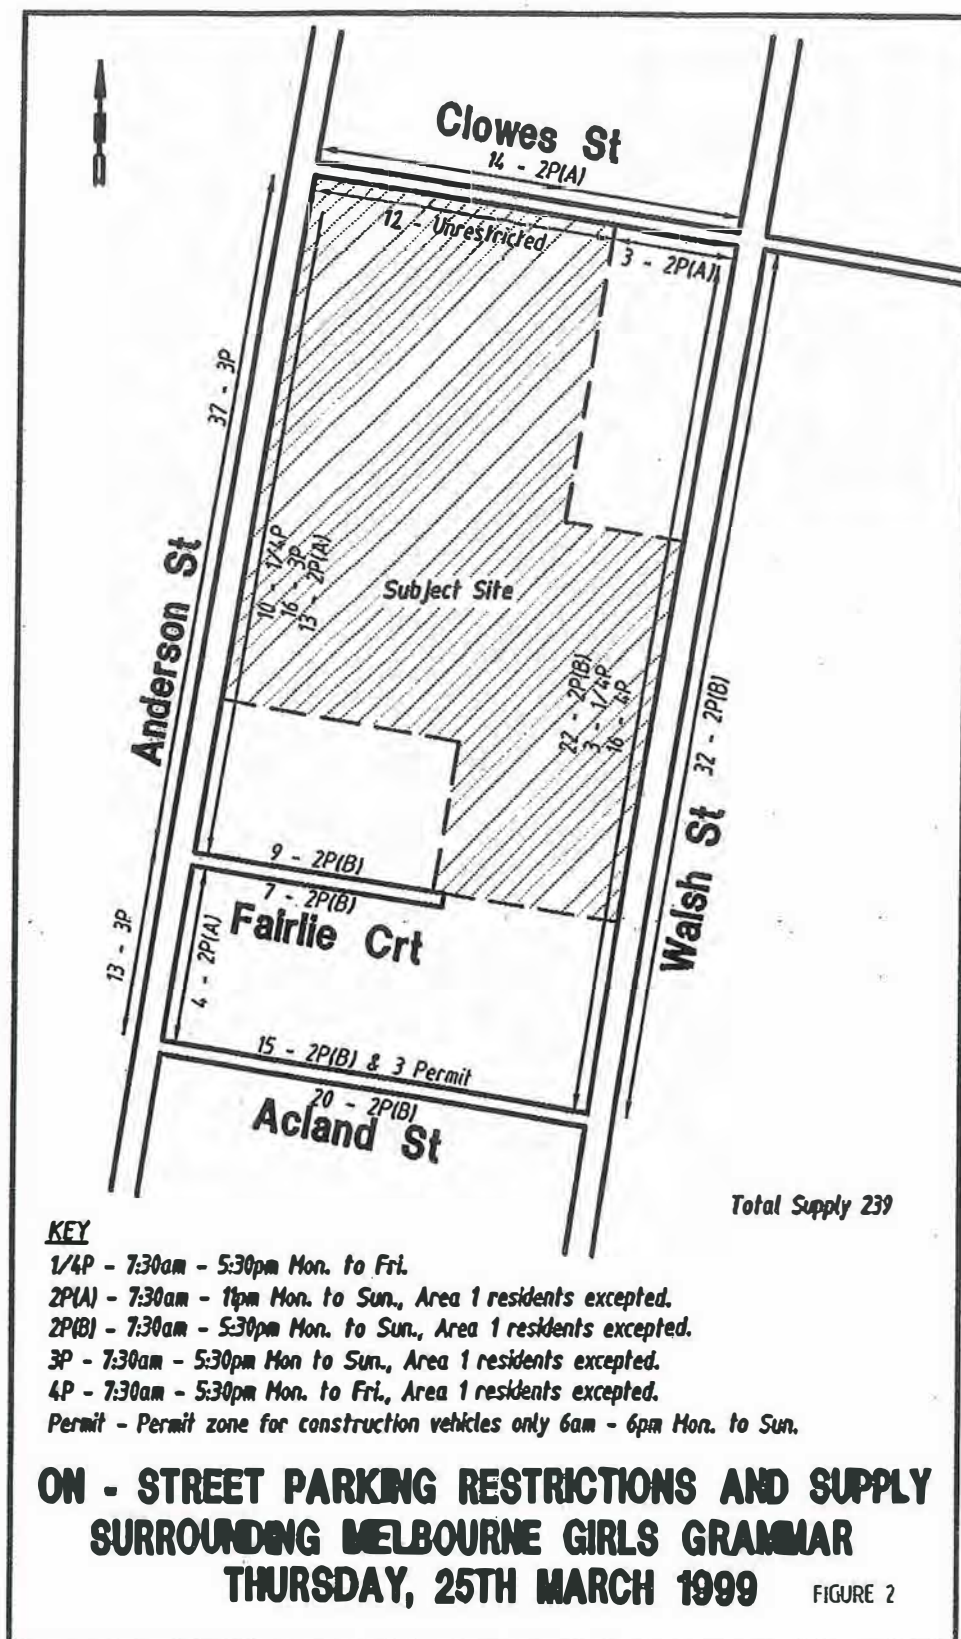 Clowes St
14 - 2P(A)
12 - Unrestricted
3 - 2P(A)
37 - 3P
Anderson St
10 - 1/4P
16 - 3P
13 - 2P(A)
Subject Site
22 - 2P(B)
3 - 1/4P
16 - 4P
32 - 2P(B)
Walsh St
9 - 2P(B)
7 - 2P(B)
Fairlie Crt
13 - 3P
4 - 2P(A)
15 - 2P(B) & 3 Permit
20 - 2P(B)
Acland St
Total Supply 239
KEY
1/4P - 7:30am - 5:30pm Mon. to Fri.
2P(A) - 7:30am - 11pm Mon. to Sun., Area 1 residents excepted.
2P(B) - 7:30am - 5:30pm Mon. to Sun., Area 1 residents excepted.
3P - 7:30am - 5:30pm Mon to Sun., Area 1 residents excepted.
4P - 7:30am - 5:30pm Mon. to Fri., Area 1 residents excepted.
Permit - Permit zone for construction vehicles only 6am - 6pm Mon. to Sun.
ON - STREET PARKING RESTRICTIONS AND SUPPLY
SURROUNDING MELBOURNE GIRLS GRAMMAR
THURSDAY, 25TH MARCH 1999
FIGURE 2